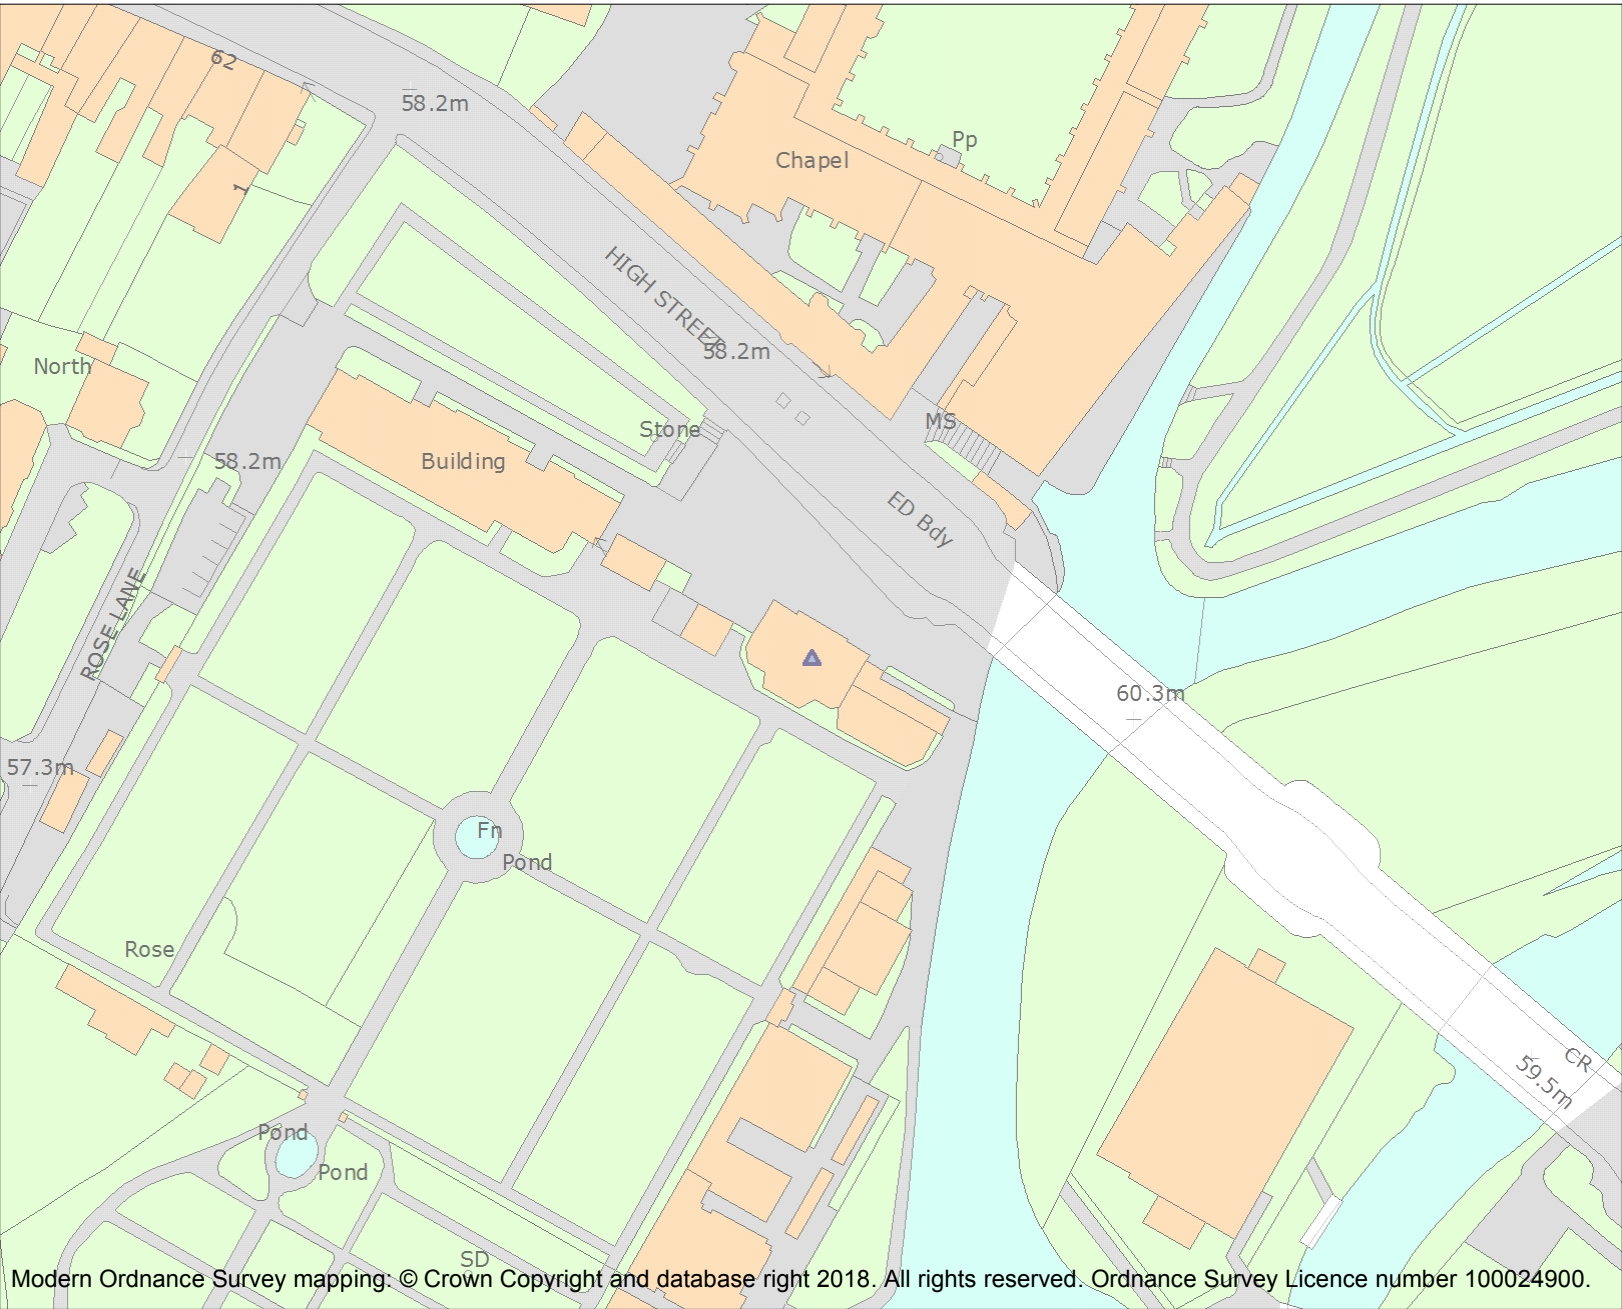 62
58.2m
Pp
Chapel
1
HIGH STREET
58.2m
North
MS
Stone
58.2m
Building
ED Bdy
ROSE LANE
60.3m
57.3m
Fn
Pond
Rose
CR
59.5m
Pond
Pond
SD
Modern Ordnance Survey mapping: © Crown Copyright and database right 2018. All rights reserved. Ordnance Survey Licence number 100024900.